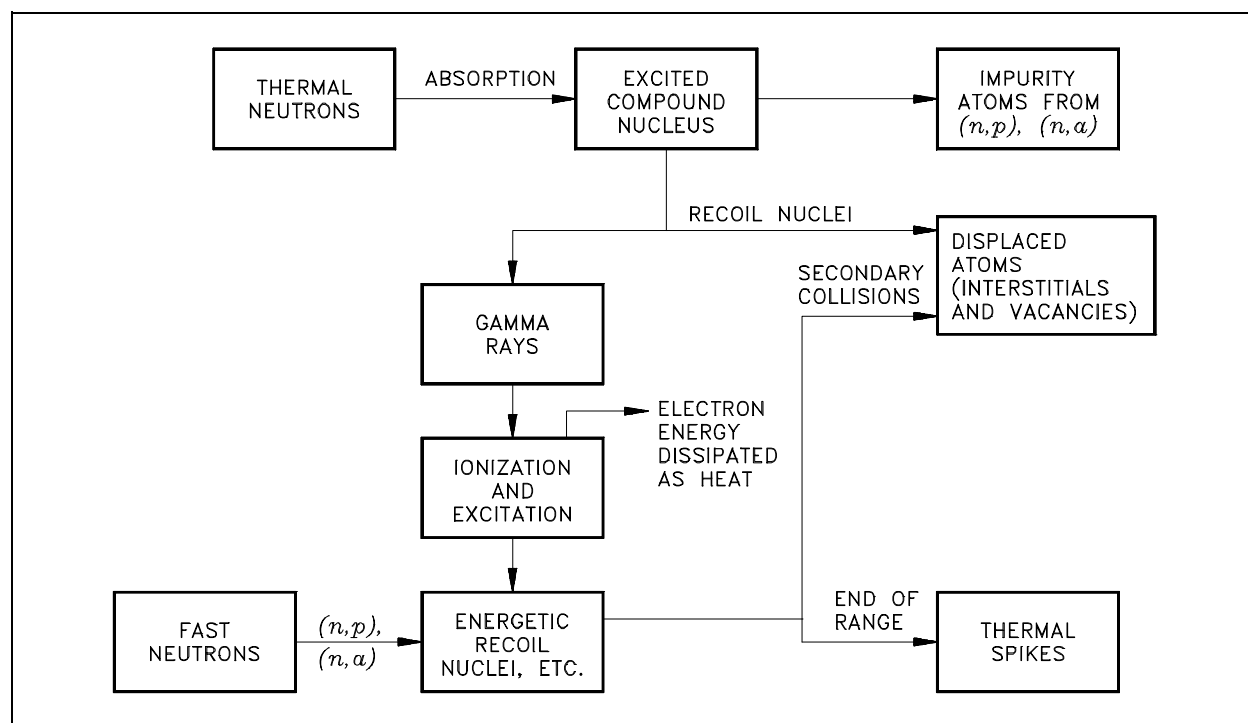 THERMAL
NEUTRONS
ABSORPTION
EXCITED
COMPOUND
NUCLEUS
IMPURITY
ATOMS FROM
(n,p), (n,a)
RECOIL NUCLEI
DISPLACED
ATOMS
(INTERSTITIALS
AND VACANCIES)
SECONDARY
COLLISIONS
GAMMA
RAYS
ELECTRON
ENERGY
DISSIPATED
AS HEAT
IONIZATION
AND
EXCITATION
FAST
NEUTRONS
(n,p),
(n,a)
ENERGETIC
RECOIL
NUCLEI, ETC.
END OF
RANGE
THERMAL
SPIKES